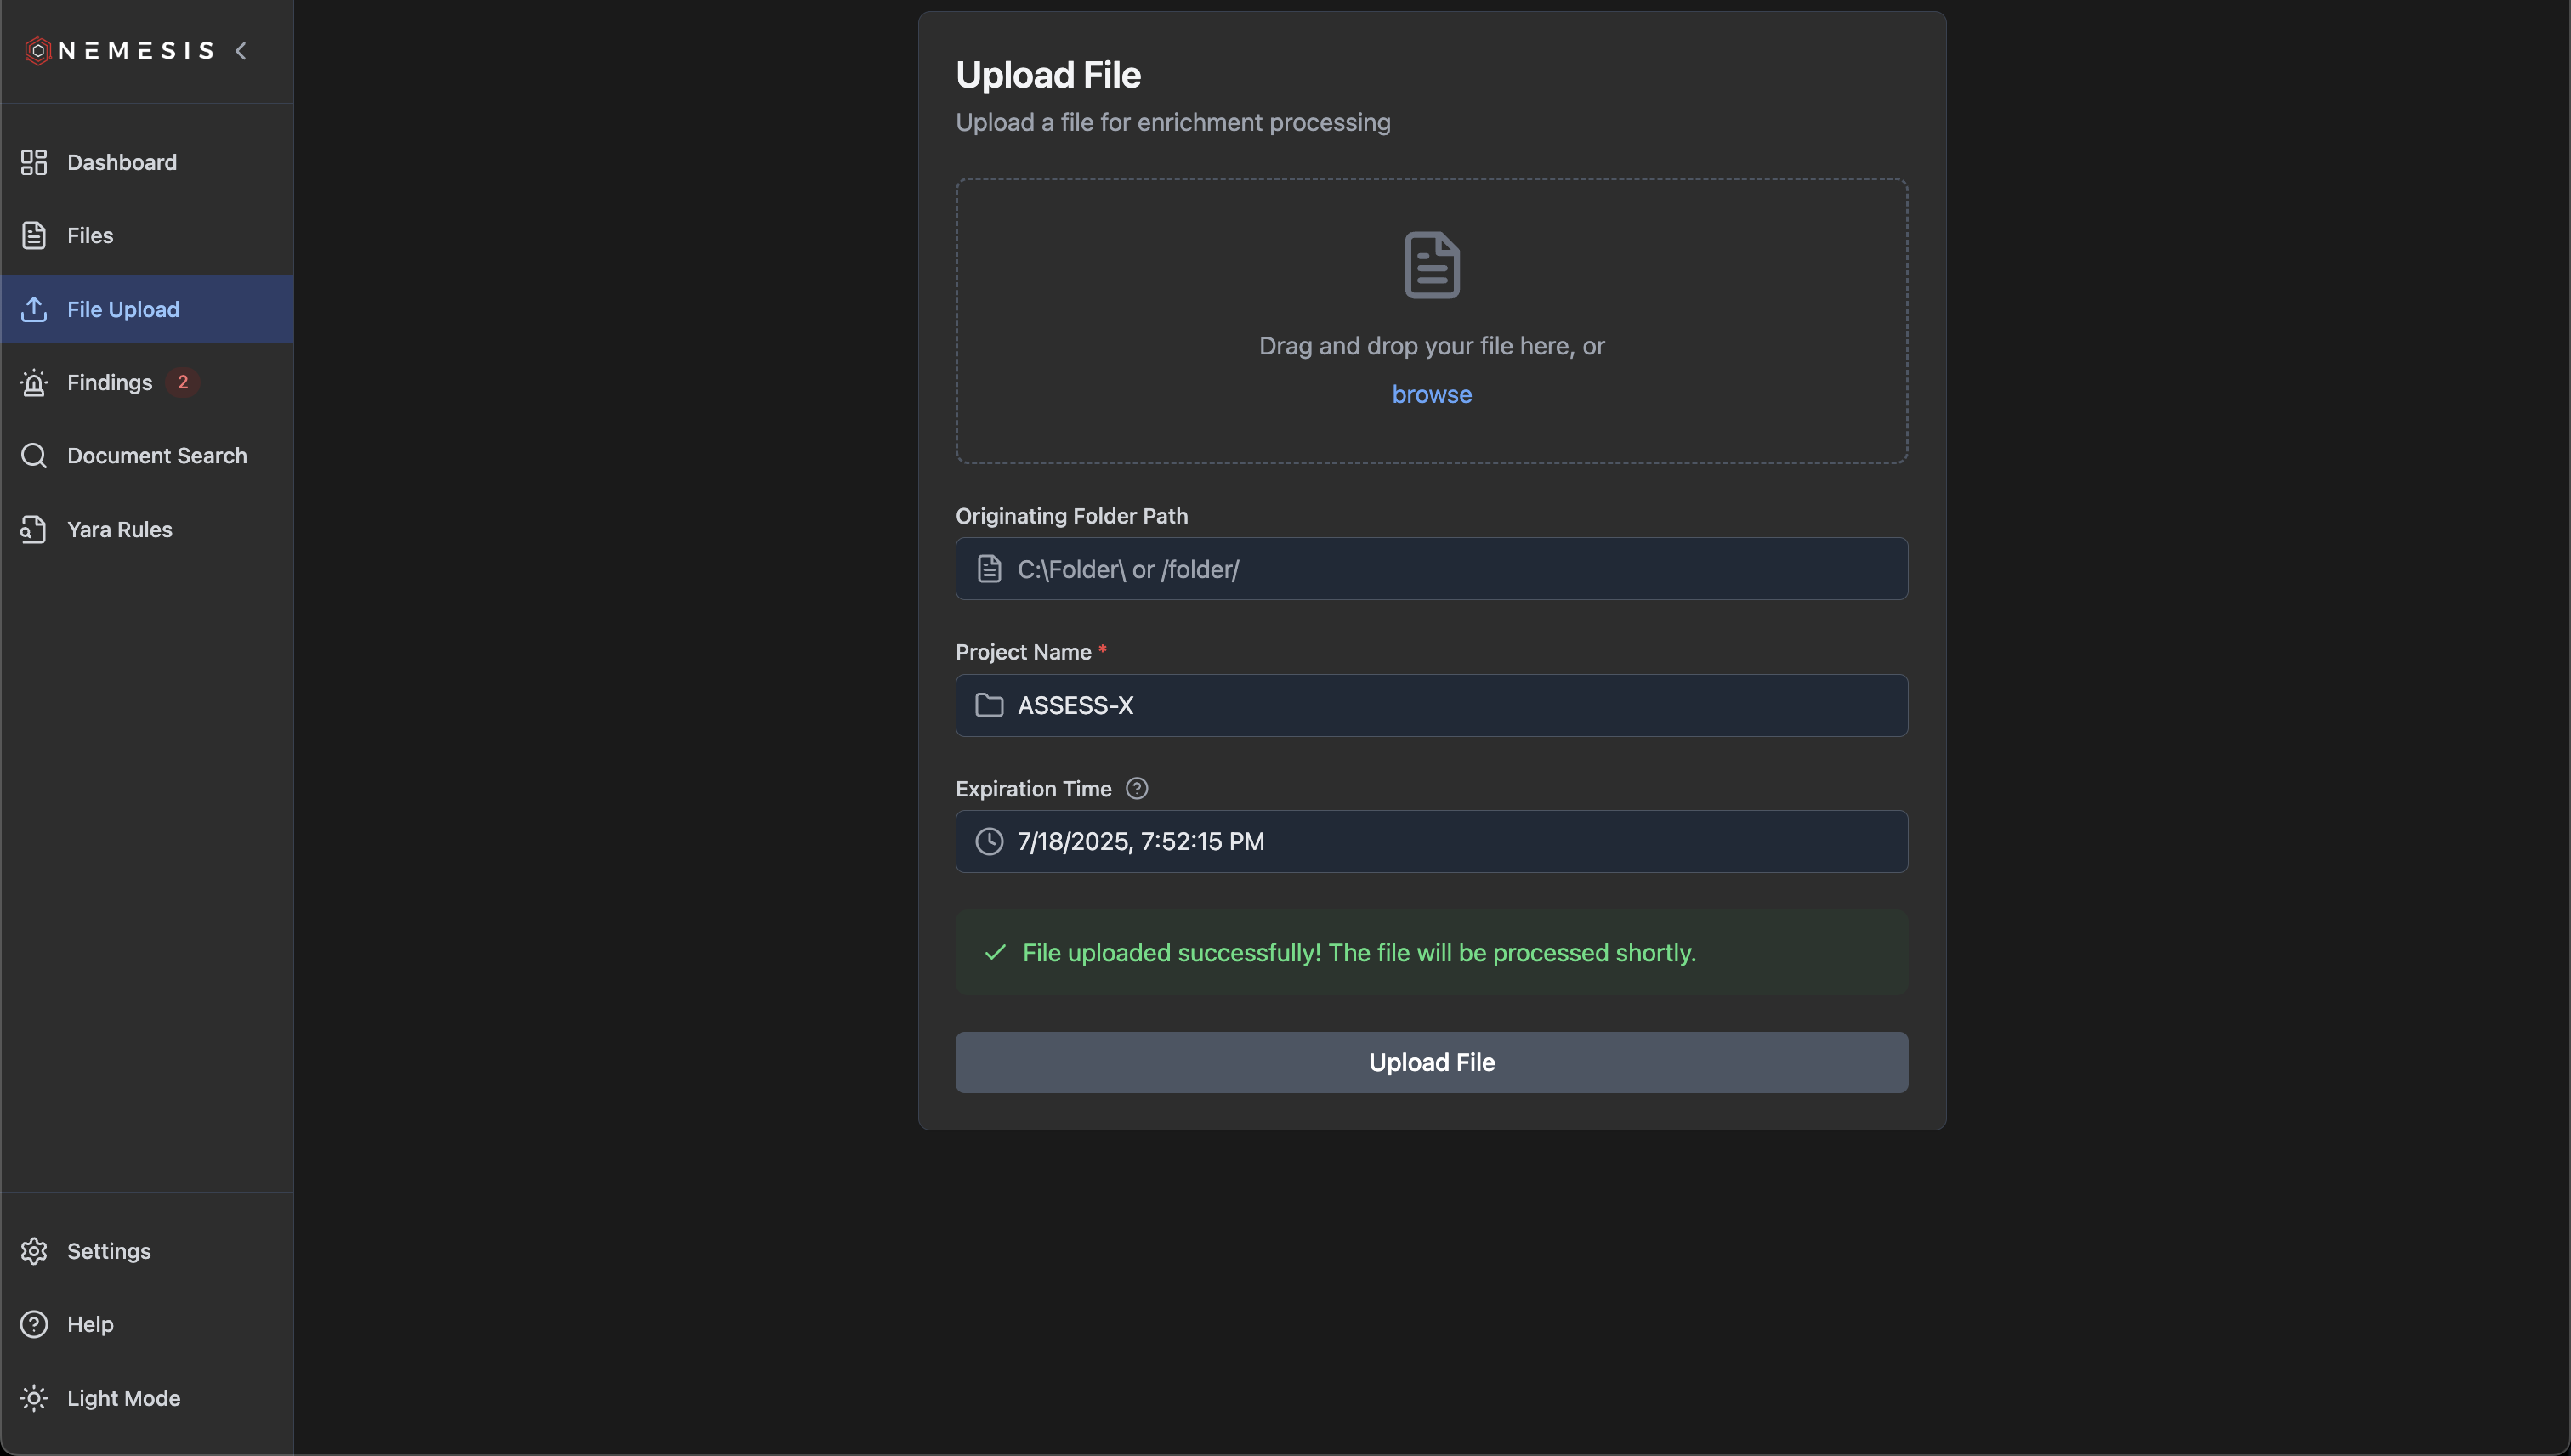 NEMESIS
Dashboard
Files
File Upload
Findings 2
Document Search
Yara Rules
Settings
Help
Light Mode
Upload File
Upload a file for enrichment processing
Drag and drop your file here, or
browse
Originating Folder Path
C:\Folder\ or /folder/
Project Name *
ASSESS-X
Expiration Time ?
7/18/2025, 7:52:15 PM
File uploaded successfully! The file will be processed shortly.
Upload File